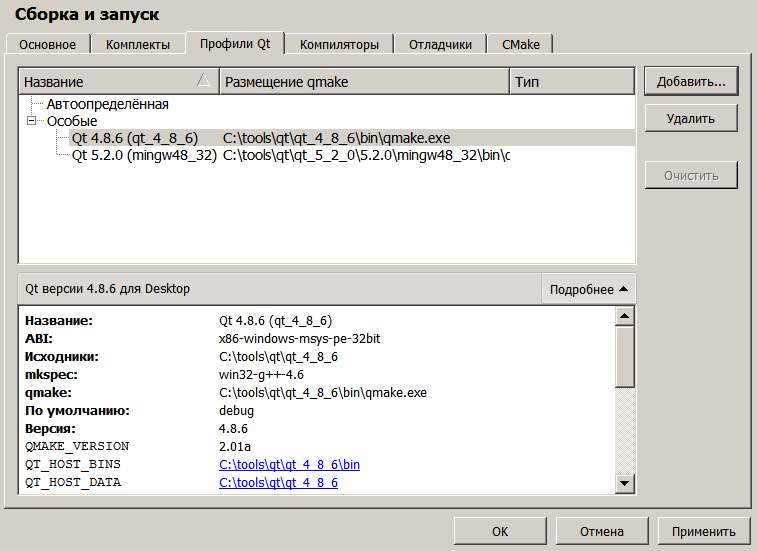 Сборка и запуск
Основное Комплекты Профили Qt Компиляторы Отладчики CMake
Название Размещение qmake Тип
Добавить...
Автоопределённая
Особые
Удалить
Qt 4.8.6 (qt_4_8_6) C:\tools\qt\qt_4_8_6\bin\qmake.exe
Qt 5.2.0 (mingw48_32) C:\tools\qt\qt_5_2_0\5.2.0\mingw48_32\bin\c
Очистить
Qt версии 4.8.6 для Desktop Подробнее
Название: Qt 4.8.6 (qt_4_8_6)
ABI: x86-windows-msys-pe-32bit
Исходники: C:\tools\qt\qt_4_8_6
mkspec: win32-g++-4.6
qmake: C:\tools\qt\qt_4_8_6\bin\qmake.exe
По умолчанию: debug
Версия: 4.8.6
QMAKE_VERSION 2.01a
QT_HOST_BINS C:\tools\qt\qt_4_8_6\bin
QT_HOST_DATA C:\tools\qt\qt_4_8_6
OK Отмена Применить